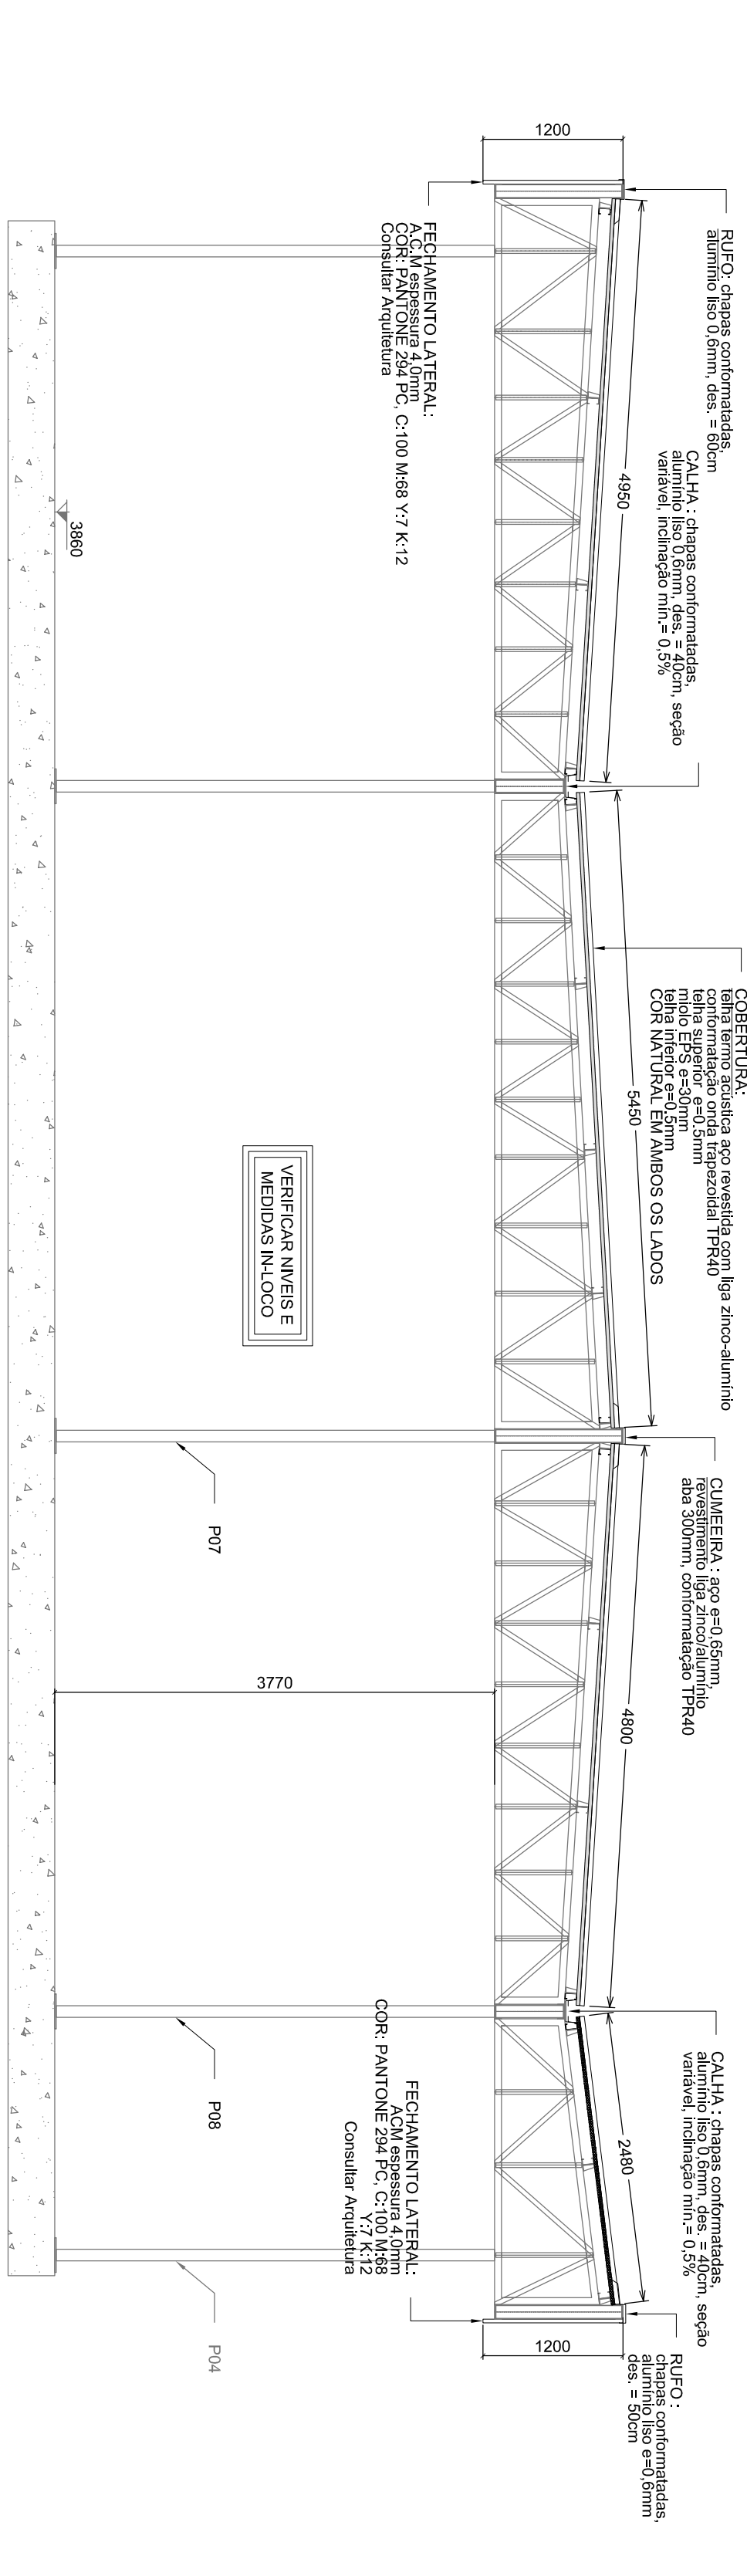 1200
RUFO: chapas conformatadas,
alumínio liso 0,6mm, des. = 60cm
4950
CALHA : chapas conformatadas,
alumínio liso 0,6mm, des. = 40cm, seção
variável, inclinação mín.= 0,5%
FECHAMENTO LATERAL:
A.C.M espessura 4,0mm
COR: PANTONE 294 PC, C:100 M:68 Y:7 K:12
Consultar Arquitetura
3860
COBERTURA:
telha termo acústica aço revestida com liga zinco-alumínio
conformatação onda trapezoidal TPR40
telha superior e=0.5mm
miolo EPS e=30mm
telha inferior e=0.5mm
COR NATURAL EM AMBOS OS LADOS
5450
VERIFICAR NIVEIS E
MEDIDAS IN-LOCO
CUMEEIRA : aço e=0,65mm,
revestimento liga zinco/alumínio
aba 300mm, conformatação TPR40
4800
P07
3770
CALHA : chapas conformatadas,
alumínio liso 0,6mm, des. = 40cm, seção
variável, inclinação mín.= 0,5%
2480
P08
FECHAMENTO LATERAL:
ACM espessura 4,0mm
COR: PANTONE 294 PC, C:100 M:68
Y:7 K:12
Consultar Arquitetura
P04
1200
RUFO :
chapas conformatadas,
alumínio liso e=0,6mm
des. = 50cm